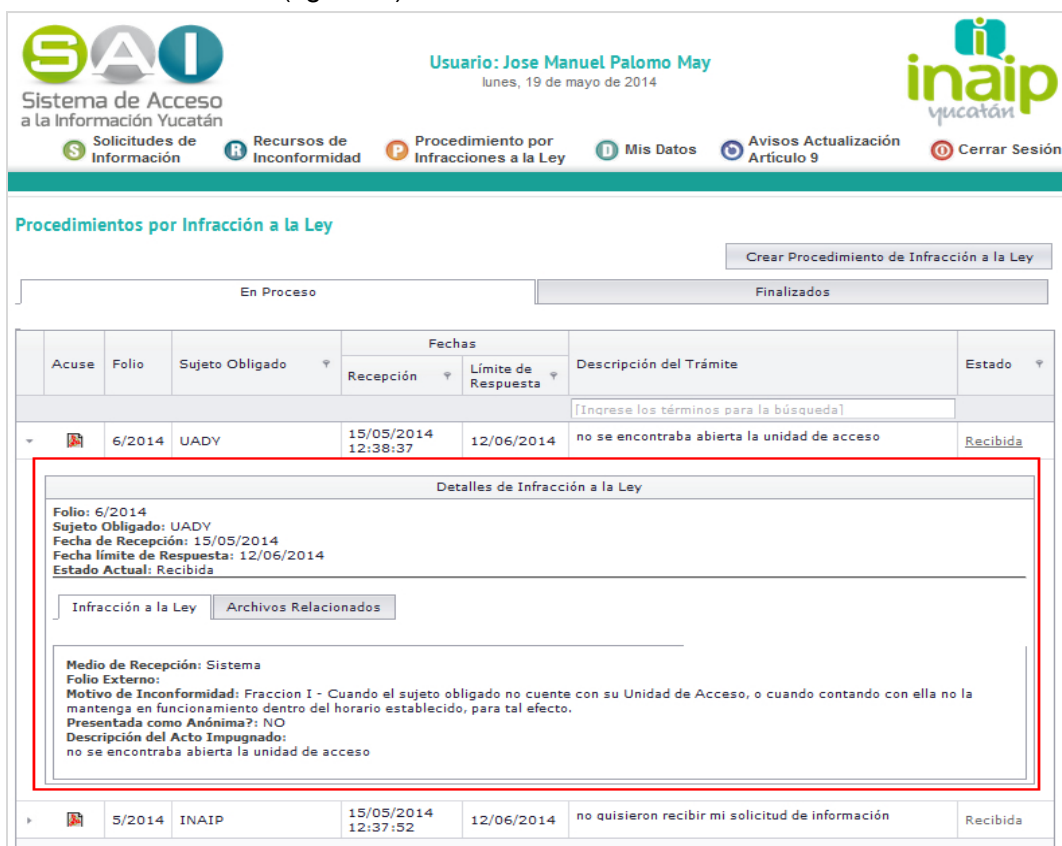 SAI
Sistema de Acceso
a la Información Yucatán
Usuario: Jose Manuel Palomo May
lunes, 19 de mayo de 2014
inaip
yucatán
S Solicitudes de Información
R Recursos de Inconformidad
P Procedimiento por Infracciones a la Ley
D Mis Datos
Avisos Actualización Artículo 9
Cerrar Sesión
Procedimientos por Infracción a la Ley
Crear Procedimiento de Infracción a la Ley
En Proceso Finalizados
Fechas
Acuse Folio Sujeto Obligado Recepción Límite de Respuesta Descripción del Trámite Estado
[Ingrese los términos para la búsqueda]
6/2014 UADY 15/05/2014 12:38:37 12/06/2014 no se encontraba abierta la unidad de acceso Recibida
Detalles de Infracción a la Ley
Folio: 6/2014
Sujeto Obligado: UADY
Fecha de Recepción: 15/05/2014
Fecha límite de Respuesta: 12/06/2014
Estado Actual: Recibida
Infracción a la Ley Archivos Relacionados
Medio de Recepción: Sistema
Folio Externo:
Motivo de Inconformidad: Fraccion I - Cuando el sujeto obligado no cuente con su Unidad de Acceso, o cuando contando con ella no la
mantenga en funcionamiento dentro del horario establecido, para tal efecto.
Presentada como Anónima?: NO
Descripción del Acto Impugnado:
no se encontraba abierta la unidad de acceso
5/2014 INAIP 15/05/2014 12:37:52 12/06/2014 no quisieron recibir mi solicitud de información Recibida